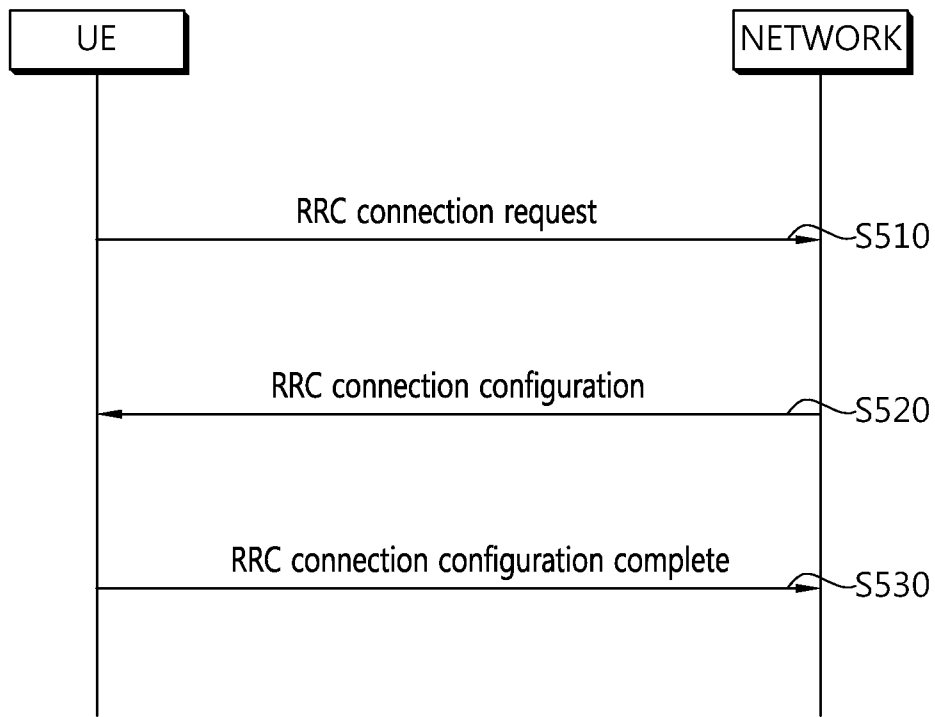 UE
NETWORK
RRC connection request
S510
RRC connection configuration
S520
RRC connection configuration complete
S530